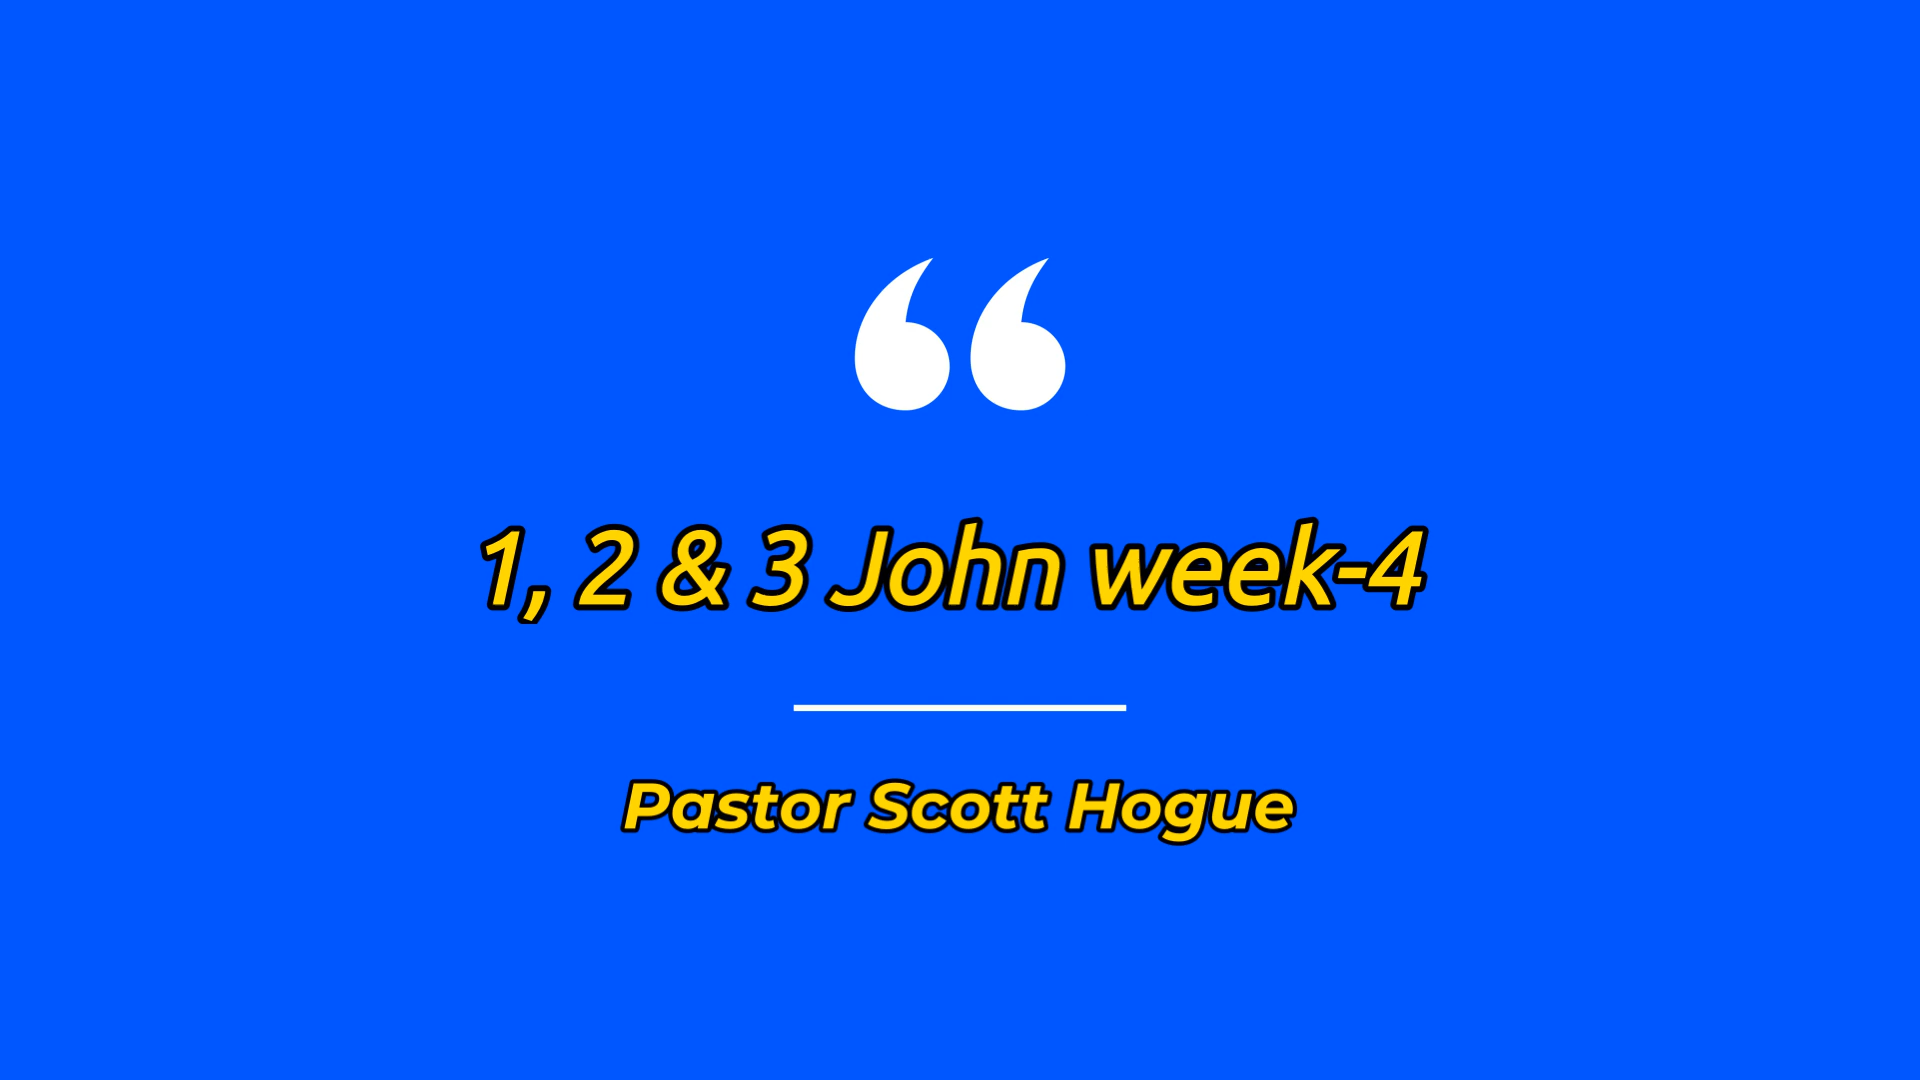 “
1, 2 & 3 John week-4
Pastor Scott Hogue